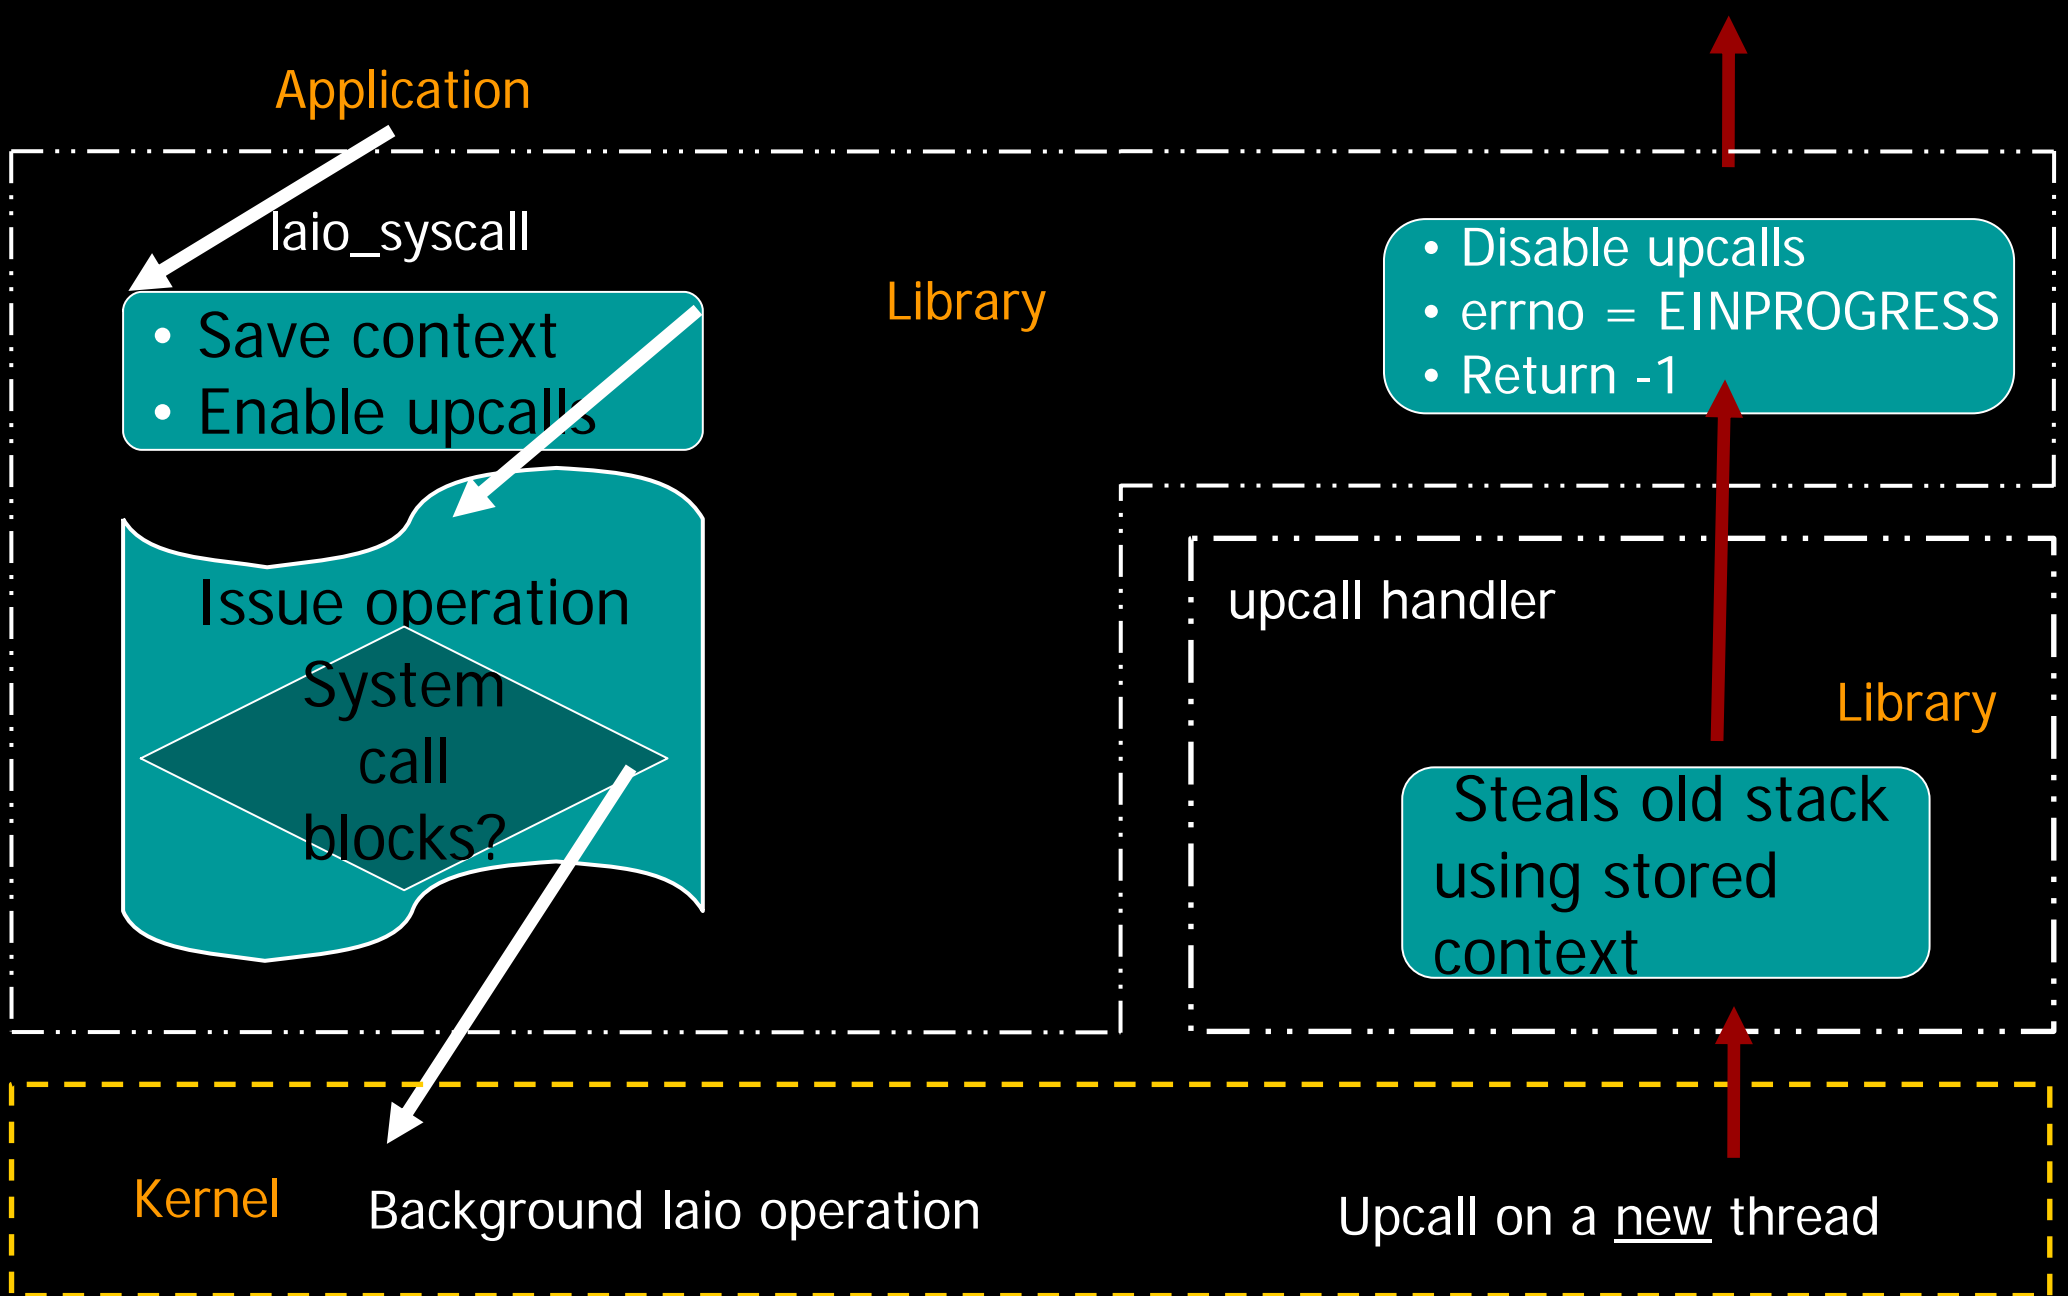 Application
laio_syscall
• Save context
• Enable upcalls
Library
• Disable upcalls
• errno = EINPROGRESS
• Return -1
Issue operation
System
call
blocks?
upcall handler
Library
Steals old stack
using stored
context
Kernel
Background laio operation
Upcall on a new thread